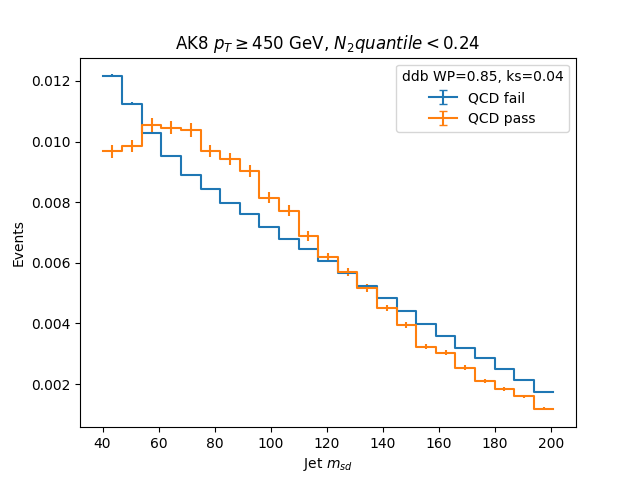 AK8 $p_T \geq 450$ GeV, $N_2quantile < 0.24$
ddb WP=0.85, ks=0.04
QCD fail
QCD pass
Events
0.012
0.010
0.008
0.006
0.004
0.002
40 60 80 100 120 140 160 180 200
Jet $m_{sd}$